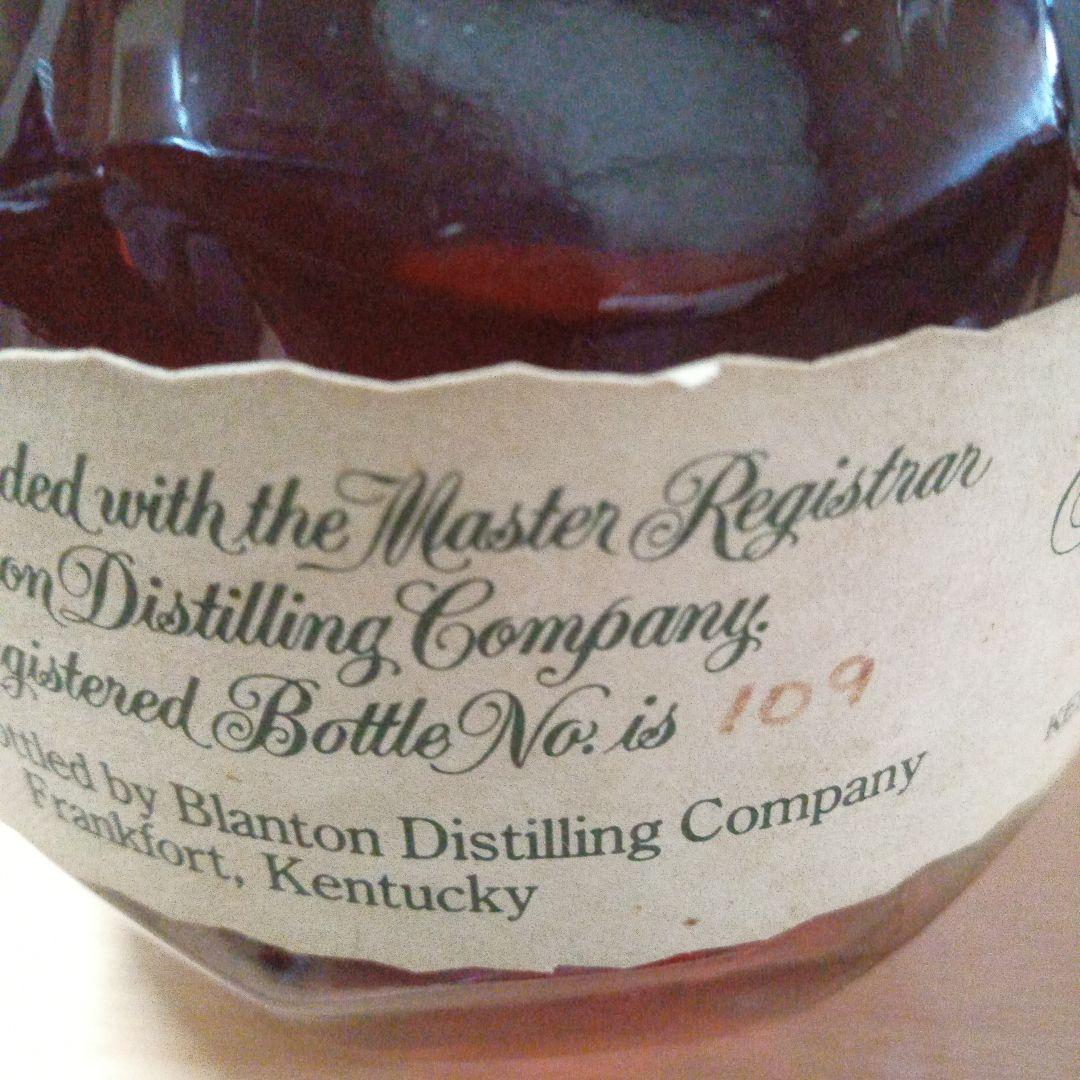 ded with the Master Registrar
on Distilling Company.
gistered Bottle No. is 109
ottled by Blanton Distilling Company
Frankfort, Kentucky